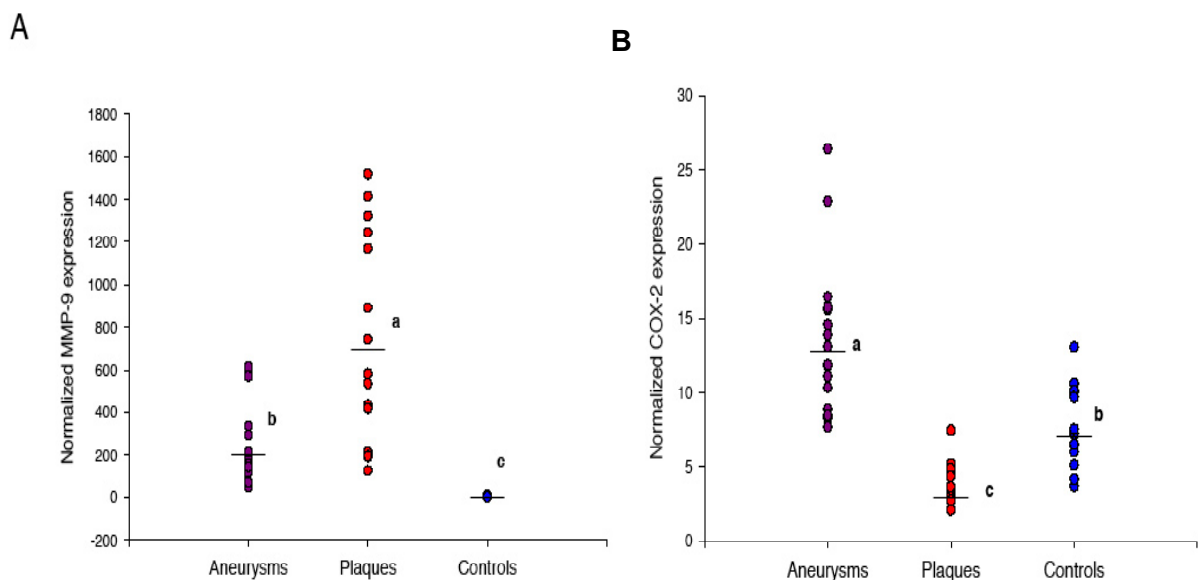 A
Normalized MMP-9 expression
1800
1600
1400
1200
1000
800
600
400
200
0
-200
b
a
c
Aneurysms Plaques Controls
B
Normalized COX-2 expression
30
25
20
15
10
5
0
a
c
b
Aneurysms Plaques Controls